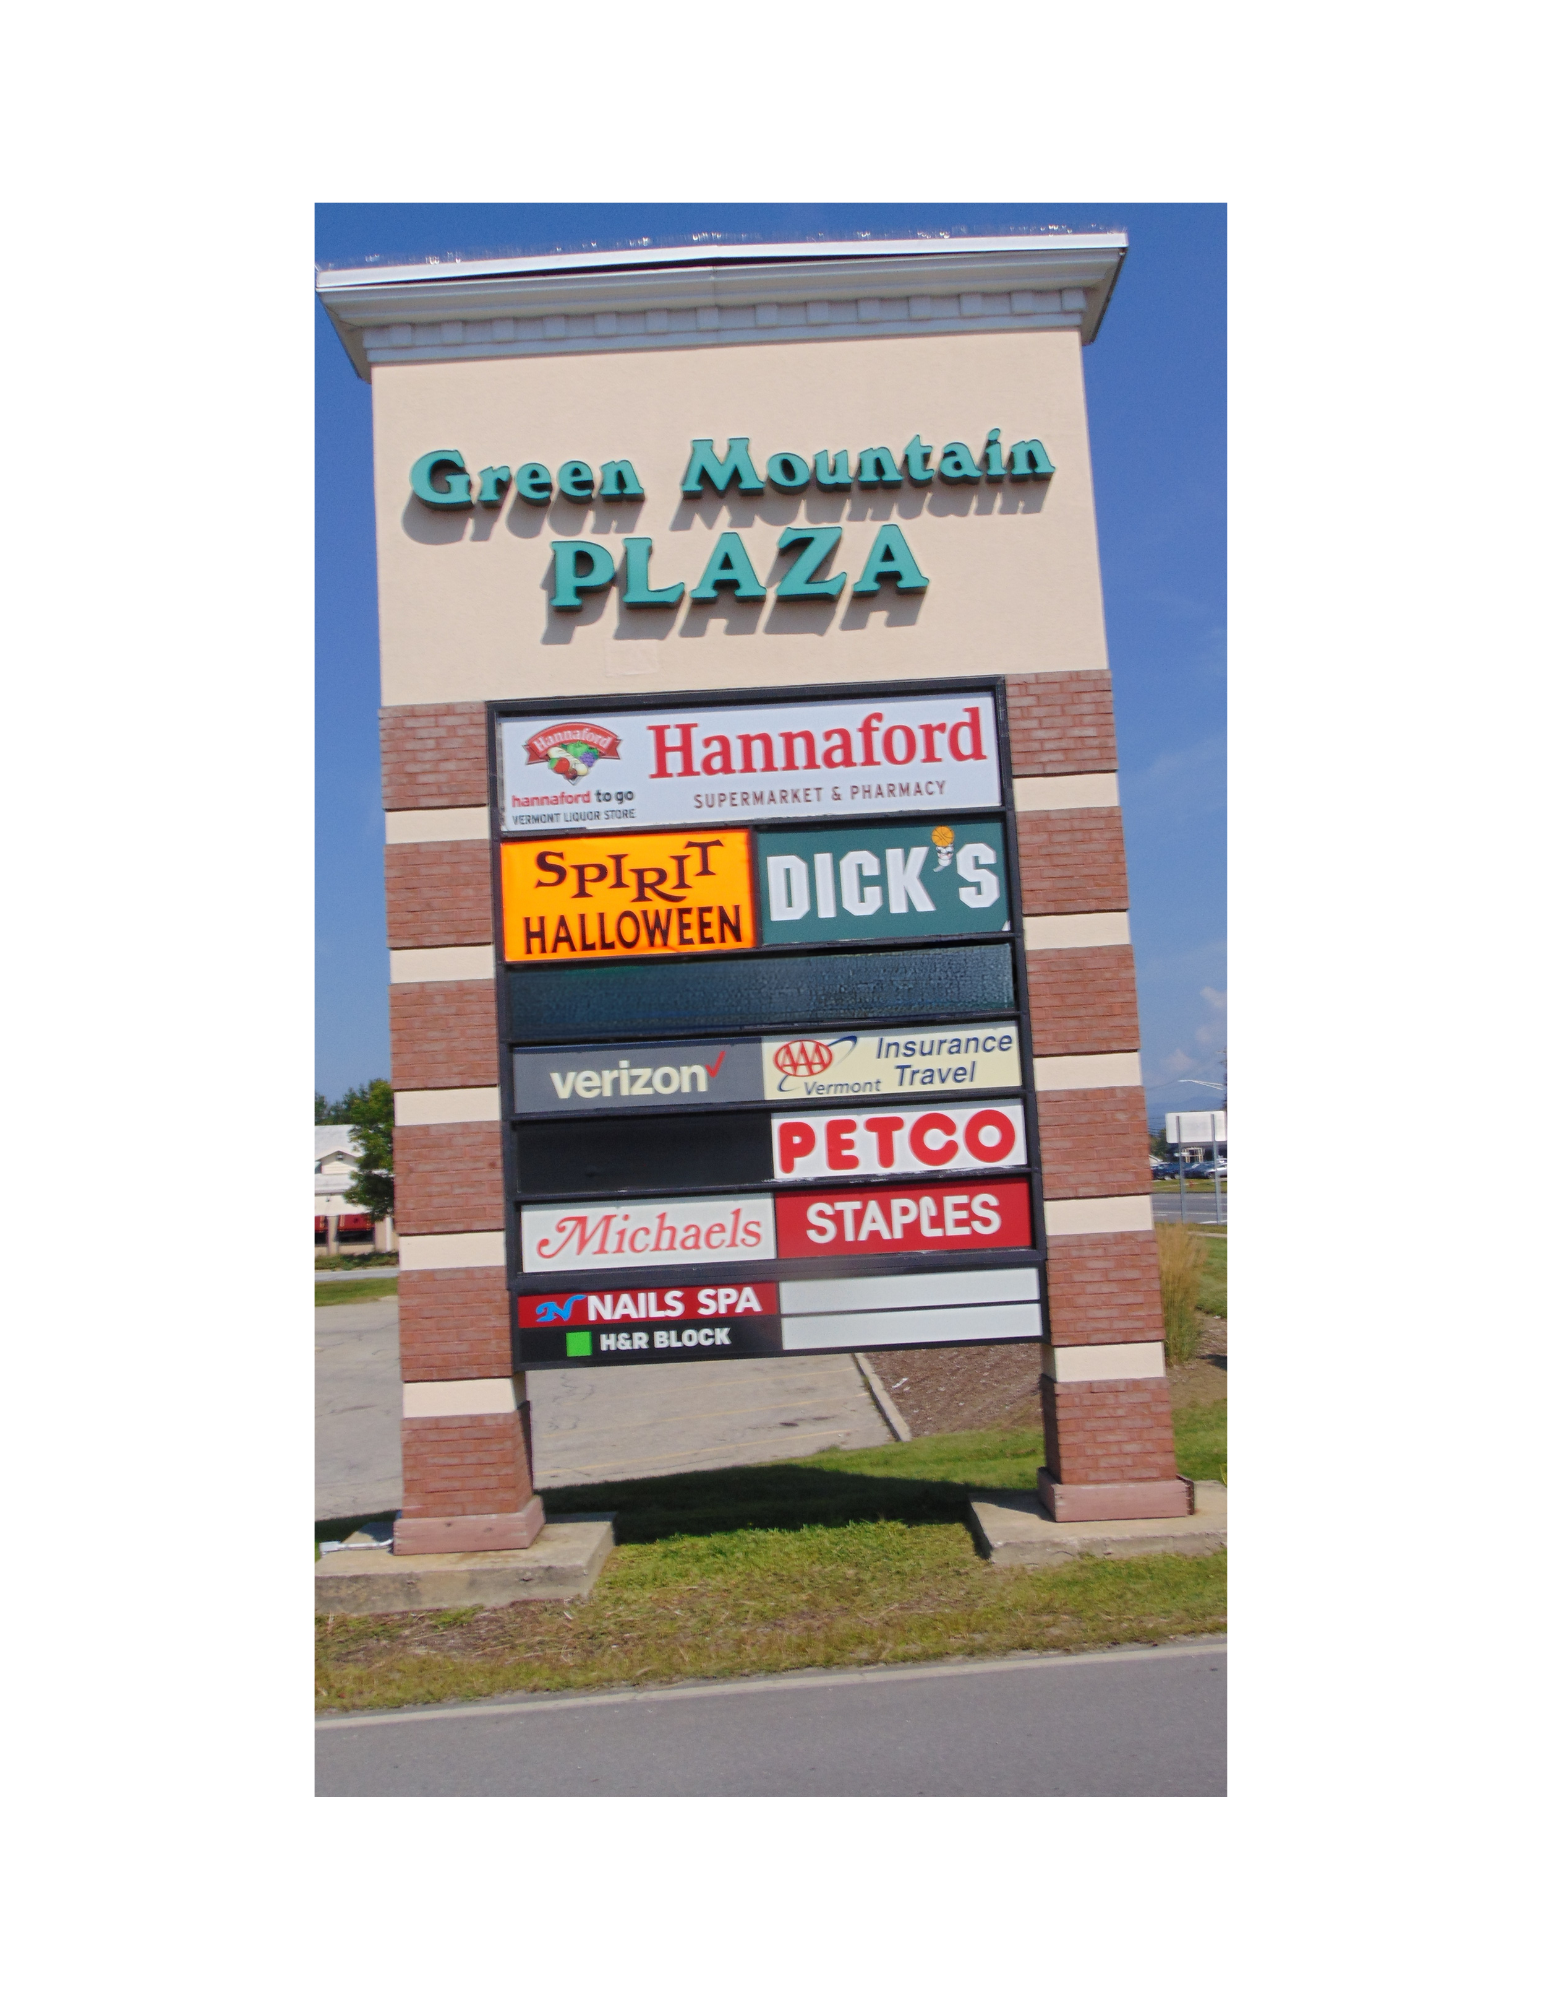 Green Mountain
PLAZA
Hannaford
hannaford to go
VERMONT LIQUOR STORE
Hannaford
SUPERMARKET & PHARMACY
SPIRIT
HALLOWEEN
DICK'S
verizon
AAA
Vermont
Insurance
Travel
PETCO
Michaels
STAPLES
N NAILS SPA
H&R BLOCK